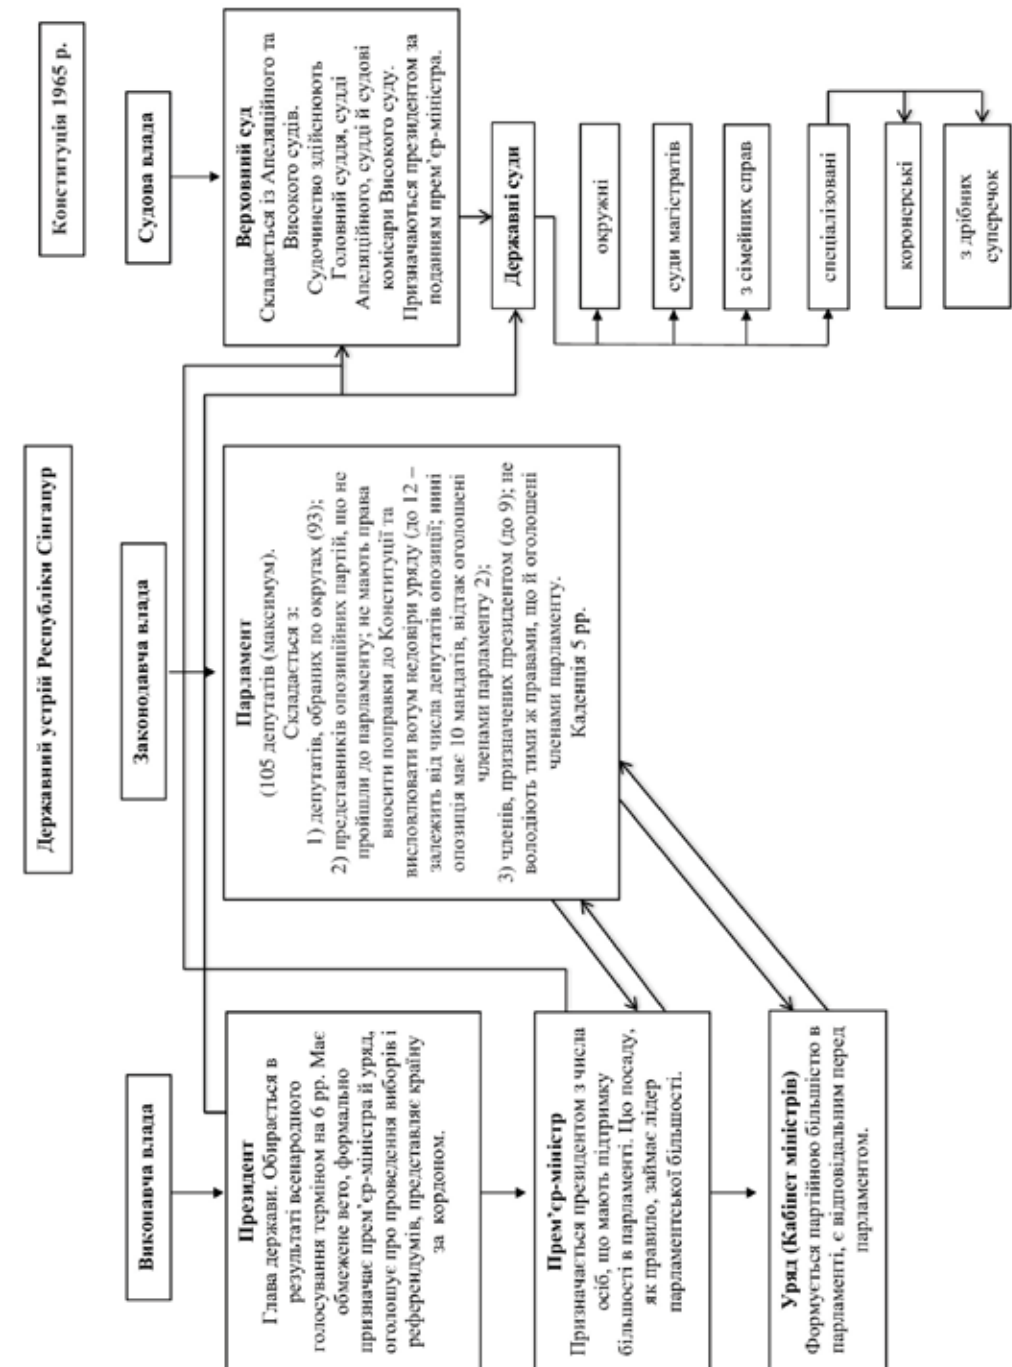 Державний устрій Республіки Сінгапур
Конституція 1965 р.
Виконавча влада
Законодавча влада
Судова влада
Президент
Глава держави. Обирається в
результаті всенародного
голосування терміном на 6 рр. Має
обмежене вето, формально
призначає прем’єр-міністра й уряд,
оголошує про проведення виборів і
референдумів, представляє країну
за кордоном.
Прем’єр-міністр
Призначається президентом з числа
осіб, що мають підтримку
більшості в парламенті. Цю посаду,
як правило, займає лідер
парламентської більшості.
Уряд (Кабінет міністрів)
Формується партійною більшістю в
парламенті, є відповідальним перед
парламентом.
Парламент
(105 депутатів (максимум).
Складається з:
1) депутатів, обраних по округах (93);
2) представників опозиційних партій, що не
пройшли до парламенту; не мають права
вносити поправки до Конституції та
висловлювати вотум недовіри уряду (до 12 –
залежить від числа депутатів опозиції; нині
опозиція має 10 мандатів, відтак оголошені
членами парламенту 2);
3) членів, призначених президентом (до 9); не
володіють тими ж правами, що й оголошені
членами парламенту.
Каденція 5 рр.
Верховний суд
Складається із Апеляційного та
Високого судів.
Судочинство здійснюють
Головний суддя, судді
Апеляційного, судді й судові
комісари Високого суду.
Призначаються президентом за
поданням прем’єр-міністра.
Державні суди
окружні
суди магістратів
з сімейних справ
спеціалізовані
коронерські
з дрібних
суперечок